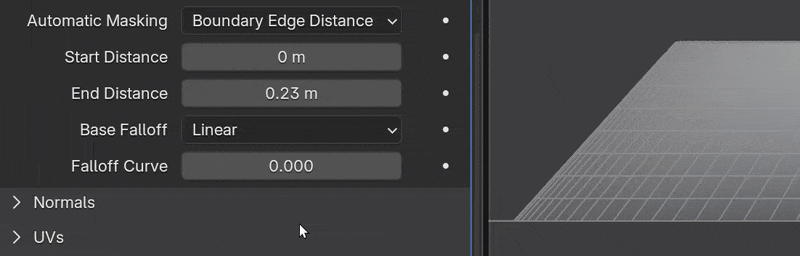 Automatic Masking Boundary Edge Distance
Start Distance 0 m
End Distance 0.23 m
Base Falloff Linear
Falloff Curve 0.000
Normals
UVs